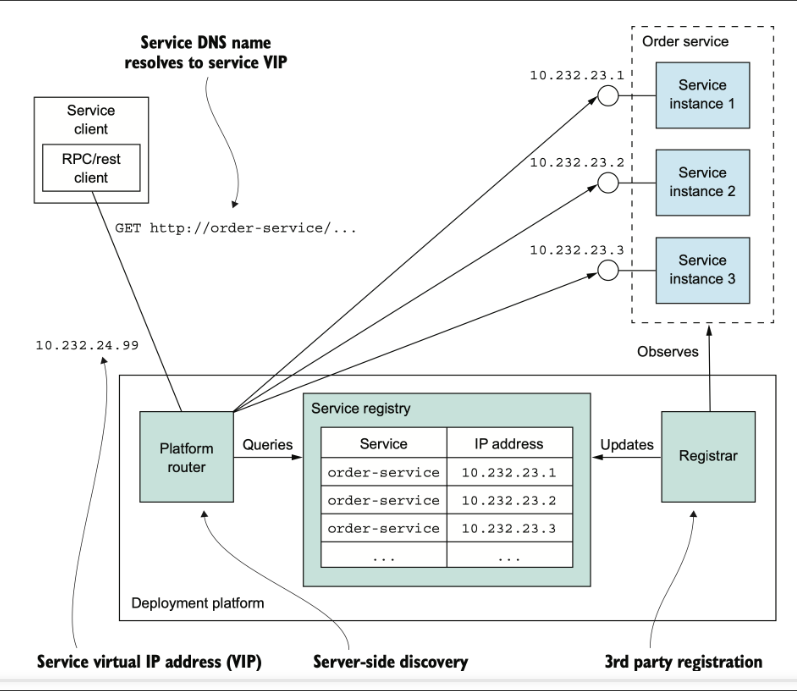 Service DNS name
resolves to service VIP
Service
client
RPC/rest
client
GET http://order-service/...
10.232.24.99
Order service
10.232.23.1
Service
instance 1
10.232.23.2
Service
instance 2
10.232.23.3
Service
instance 3
Observes
Platform
router
Queries
Service registry
Service IP address
order-service 10.232.23.1
order-service 10.232.23.2
order-service 10.232.23.3
... ...
Updates
Registrar
Deployment platform
Service virtual IP address (VIP)
Server-side discovery
3rd party registration